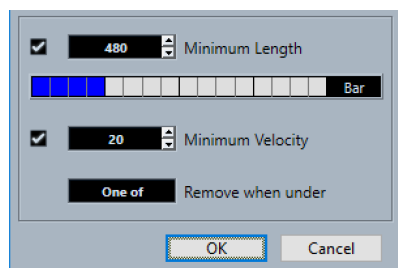 480 Minimum Length
Bar
20 Minimum Velocity
One of Remove when under
OK Cancel